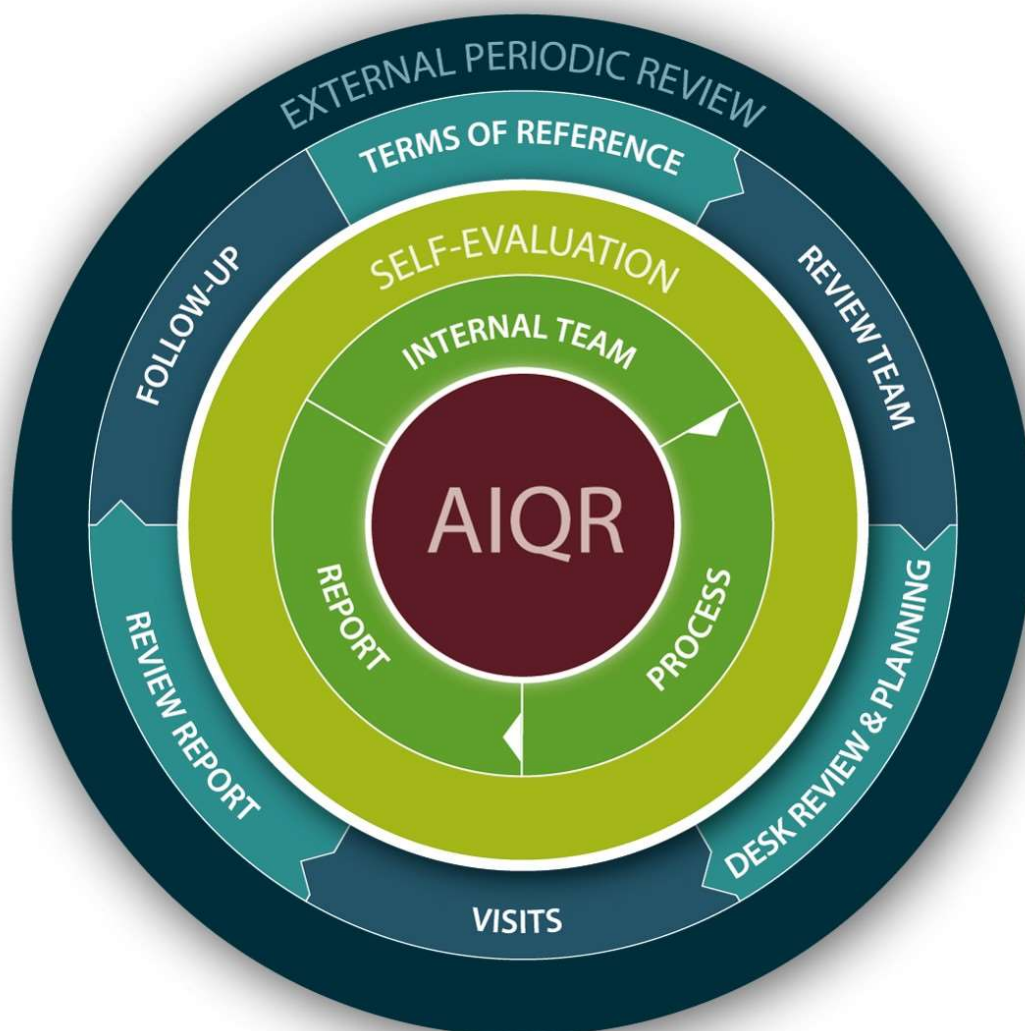 EXTERNAL PERIODIC REVIEW
TERMS OF REFERENCE
REVIEW TEAM
DESK REVIEW & PLANNING
VISITS
REVIEW REPORT
FOLLOW-UP
SELF-EVALUATION
INTERNAL TEAM
PROCESS
REPORT
AIQR